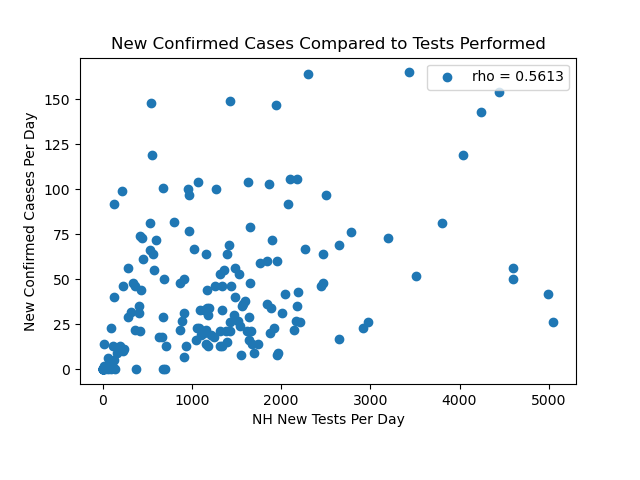 New Confirmed Cases Compared to Tests Performed
rho = 0.5613
New Confirmed Caeses Per Day
150
125
100
75
50
25
0
0 1000 2000 3000 4000 5000
NH New Tests Per Day